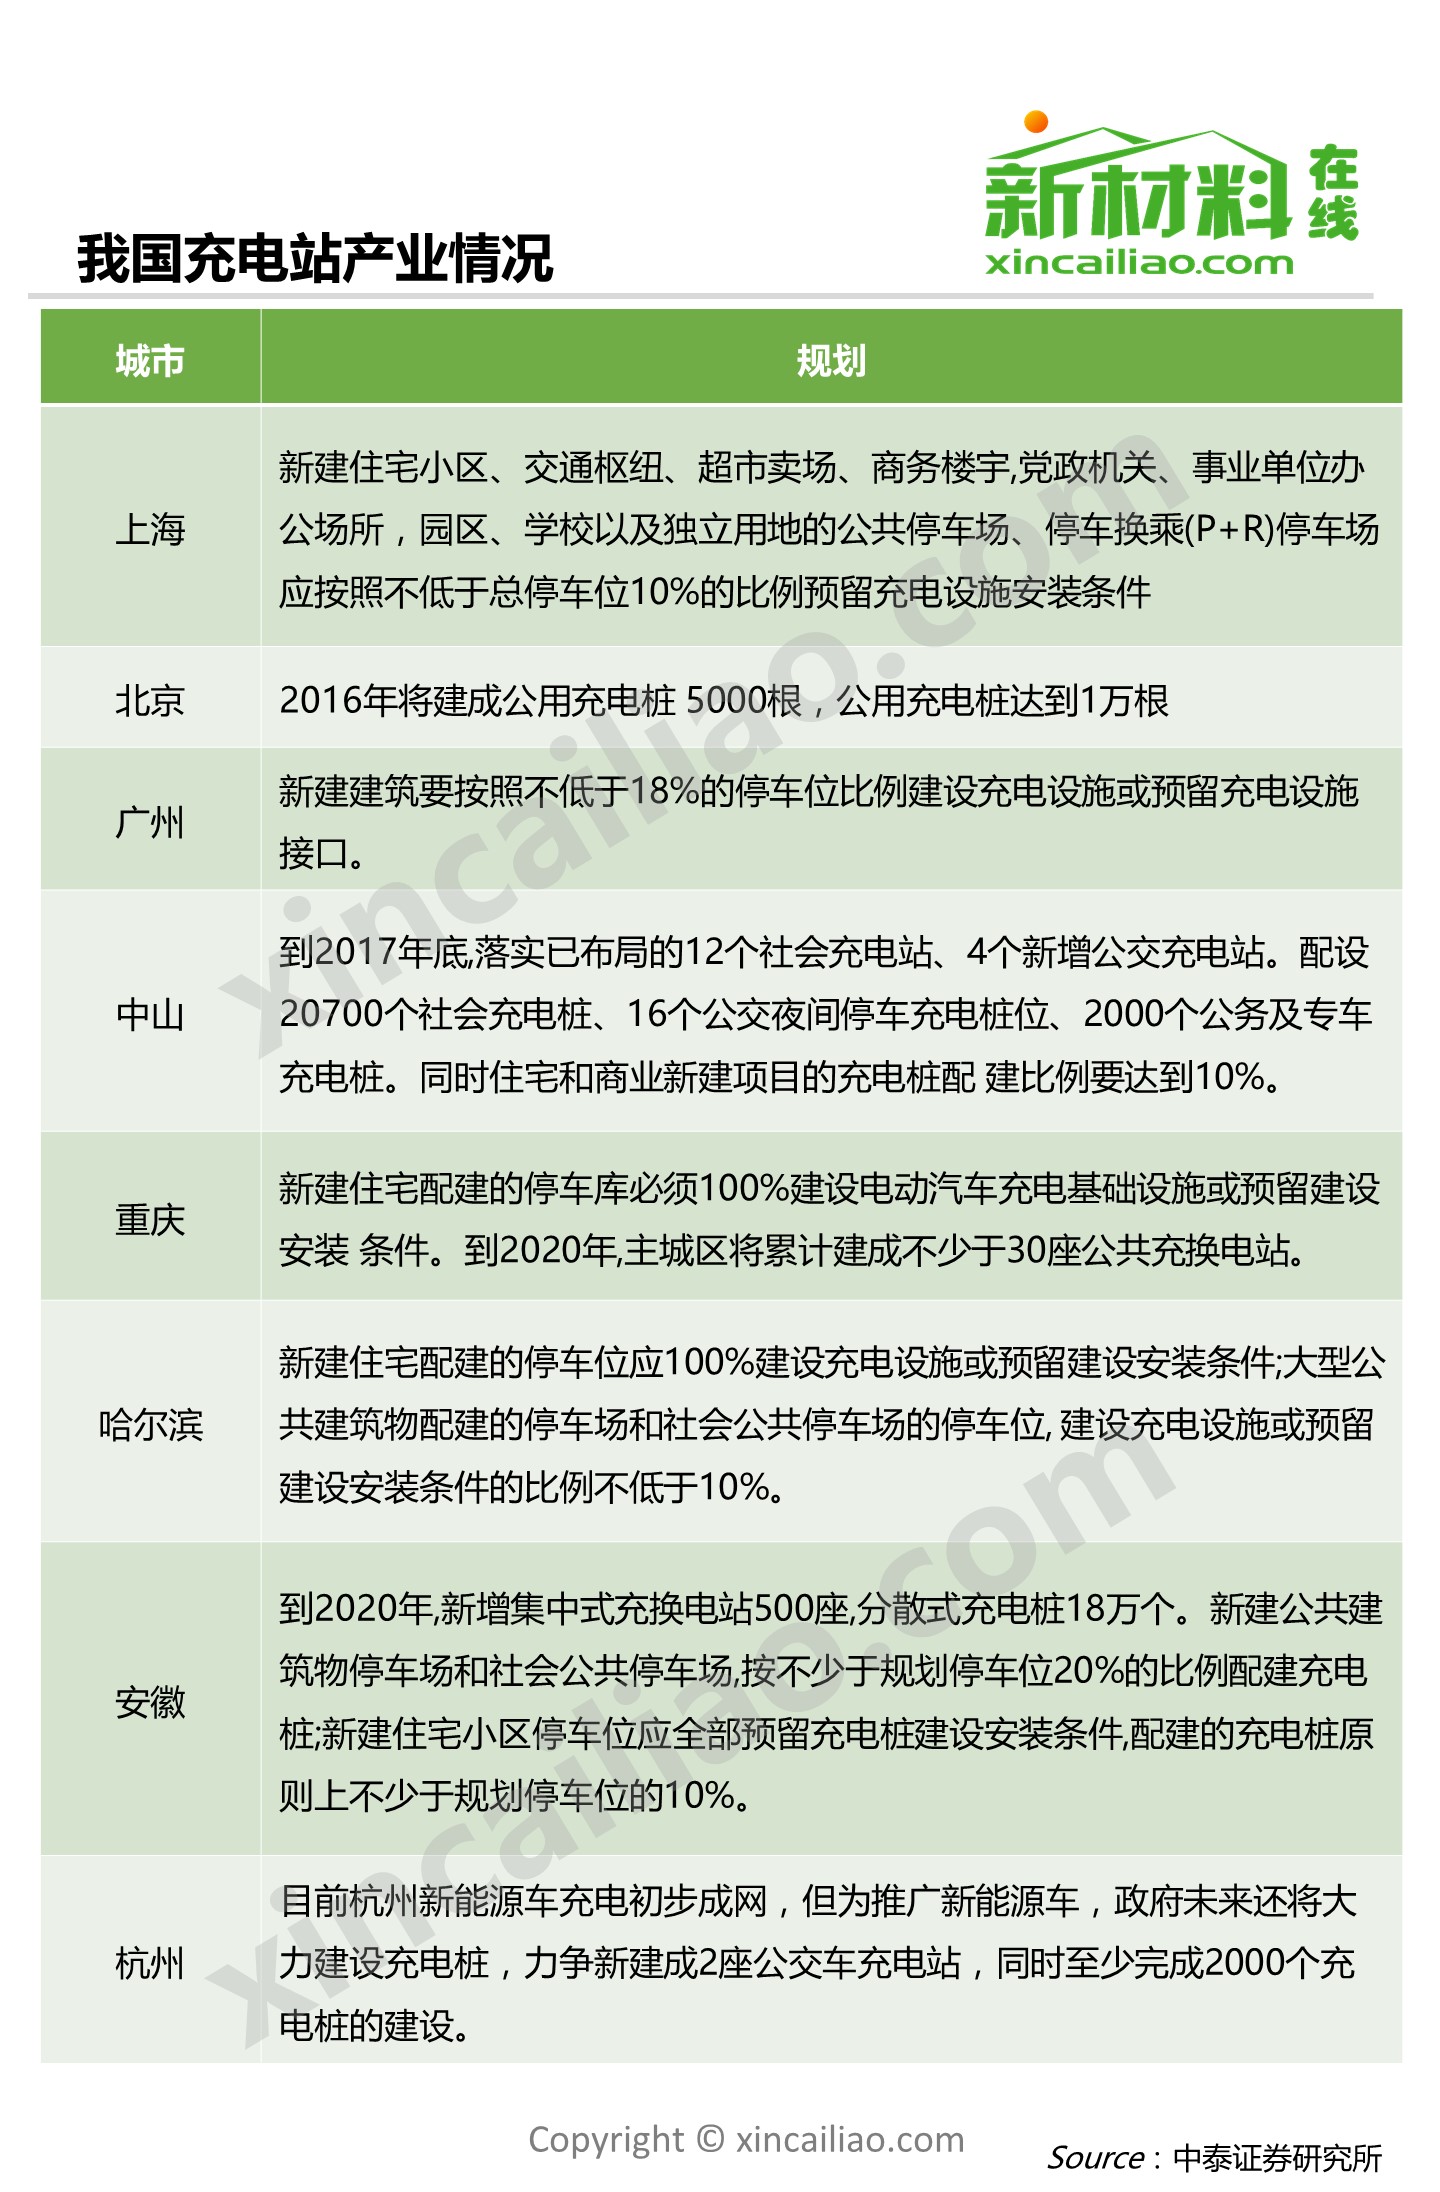 新材料在线
xincailiao.com
我国充电站产业情况
城市
规划
上海
新建住宅小区、交通枢纽、超市卖场、商务楼宇,党政机关、事业单位办
公场所，园区、学校以及独立用地的公共停车场、停车换乘(P+R)停车场
应按照不低于总停车位10%的比例预留充电设施安装条件
北京
2016年将建成公用充电桩 5000根，公用充电桩达到1万根
广州
新建建筑要按照不低于18%的停车位比例建设充电设施或预留充电设施
接口。
中山
到2017年底,落实已布局的12个社会充电站、4个新增公交充电站。配设
20700个社会充电桩、16个公交夜间停车充电桩位、2000个公务及专车
充电桩。同时住宅和商业新建项目的充电桩配 建比例要达到10%。
重庆
新建住宅配建的停车库必须100%建设电动汽车充电基础设施或预留建设
安装 条件。到2020年,主城区将累计建成不少于30座公共充换电站。
哈尔滨
新建住宅配建的停车位应100%建设充电设施或预留建设安装条件;大型公
共建筑物配建的停车场和社会公共停车场的停车位, 建设充电设施或预留
建设安装条件的比例不低于10%。
安徽
到2020年,新增集中式充换电站500座,分散式充电桩18万个。新建公共建
筑物停车场和社会公共停车场,按不少于规划停车位20%的比例配建充电
桩;新建住宅小区停车位应全部预留充电桩建设安装条件,配建的充电桩原
则上不少于规划停车位的10%。
杭州
目前杭州新能源车充电初步成网，但为推广新能源车，政府未来还将大
力建设充电桩，力争新建成2座公交车充电站，同时至少完成2000个充
电桩的建设。
xincailiao.com
xincailiao.com
Copyright © xincailiao.com
Source：中泰证券研究所